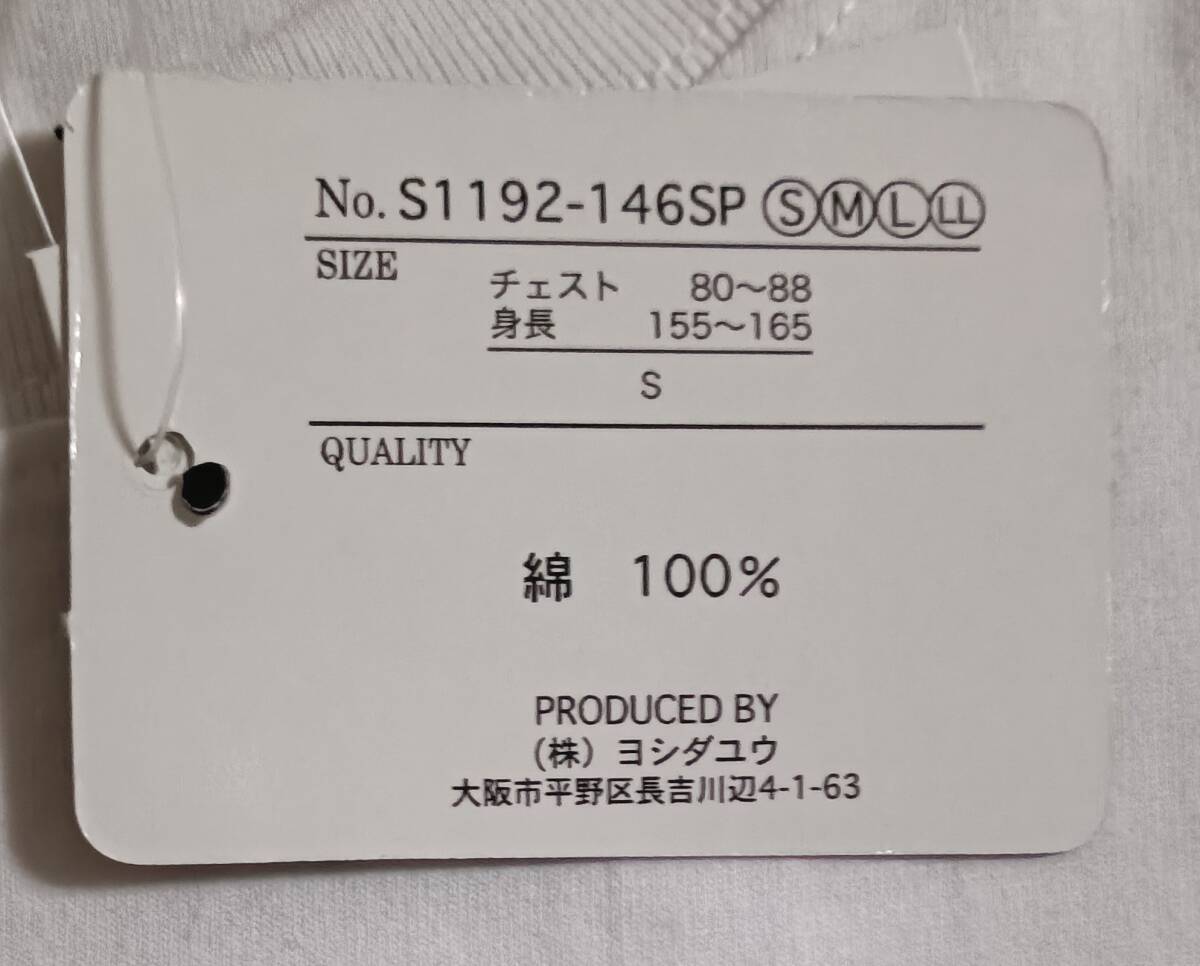 No. S1192-146SP Ⓢ Ⓜ Ⓛ LL
SIZE
チェスト 80～88
身長 155～165
S
QUALITY
綿 100%
PRODUCED BY
(株) ヨシダユウ
大阪市平野区長吉川辺4-1-63